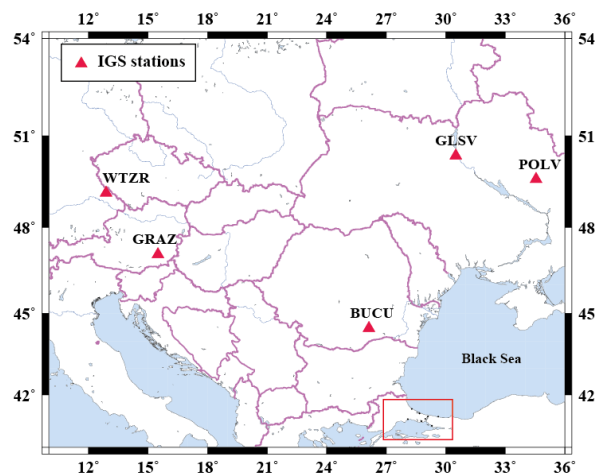 12° 15° 18° 21° 24° 27° 30° 33° 36°
54° 54°
IGS stations
51° 51°
GLSV
POLV
WTZR
48° 48°
GRAZ
45° 45°
BUCU
Black Sea
42° 42°
12° 15° 18° 21° 24° 27° 30° 33° 36°